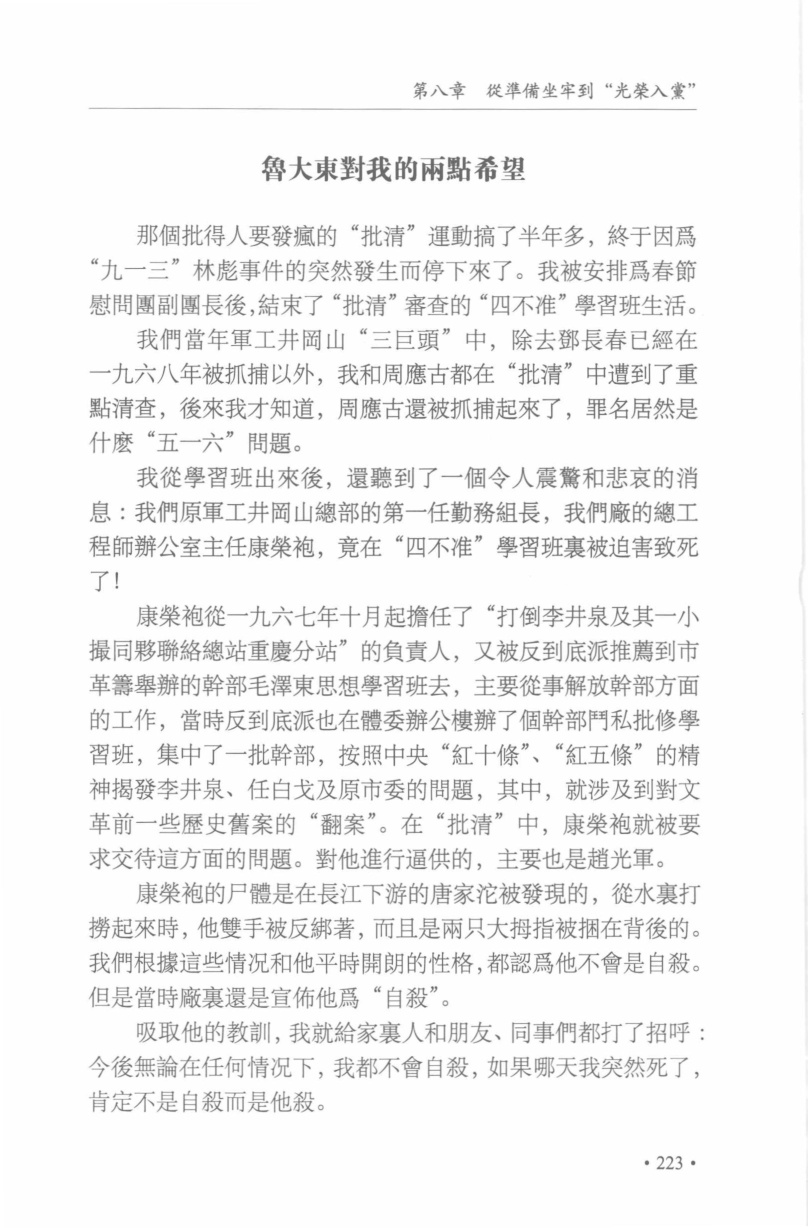 第八章　從準備坐牢到“光榮入黨”
魯大東對我的兩點希望
那個批得人要發瘋的“批清”運動搞了半年多，終于因爲
“九一三”林彪事件的突然發生而停下來了。我被安排爲春節
慰問團副團長後，結束了“批清”審查的“四不准”學習班生活。
我們當年軍工井岡山“三巨頭”中，除去鄧長春已經在
一九六八年被抓捕以外，我和周應古都在“批清”中遭到了重
點清查，後來我才知道，周應古還被抓捕起來了，罪名居然是
什麽“五一六”問題。
我從學習班出來後，還聽到了一個令人震驚和悲哀的消
息：我們原軍工井岡山總部的第一任勤務組長，我們廠的總工
程師辦公室主任康榮袍，竟在“四不准”學習班裏被迫害致死
了！
康榮袍從一九六七年十月起擔任了“打倒李井泉及其一小
撮同夥聯絡總站重慶分站”的負責人，又被反到底派推薦到市
革籌舉辦的幹部毛澤東思想學習班去，主要從事解放幹部方面
的工作，當時反到底派也在體委辦公樓辦了個幹部鬥私批修學
習班，集中了一批幹部，按照中央“紅十條”、“紅五條”的精
神揭發李井泉、任白戈及原市委的問題，其中，就涉及到對文
革前一些歷史舊案的“翻案”。在“批清”中，康榮袍就被要
求交待這方面的問題。對他進行逼供的，主要也是趙光軍。
康榮袍的尸體是在長江下游的唐家沱被發現的，從水裏打
撈起來時，他雙手被反綁著，而且是兩只大拇指被捆在背後的。
我們根據這些情况和他平時開朗的性格，都認爲他不會是自殺。
但是當時廠裏還是宣佈他爲“自殺”。
吸取他的教訓，我就給家裏人和朋友、同事們都打了招呼：
今後無論在任何情况下，我都不會自殺，如果哪天我突然死了，
肯定不是自殺而是他殺。
·223·